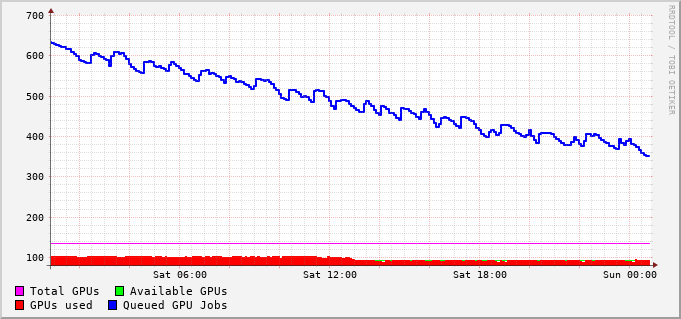 700
600
500
400
300
200
100
Sat 06:00 Sat 12:00 Sat 18:00 Sun 00:00
Total GPUs Available GPUs
GPUs used Queued GPU Jobs
RRDTOOL / TOBI OETIKER